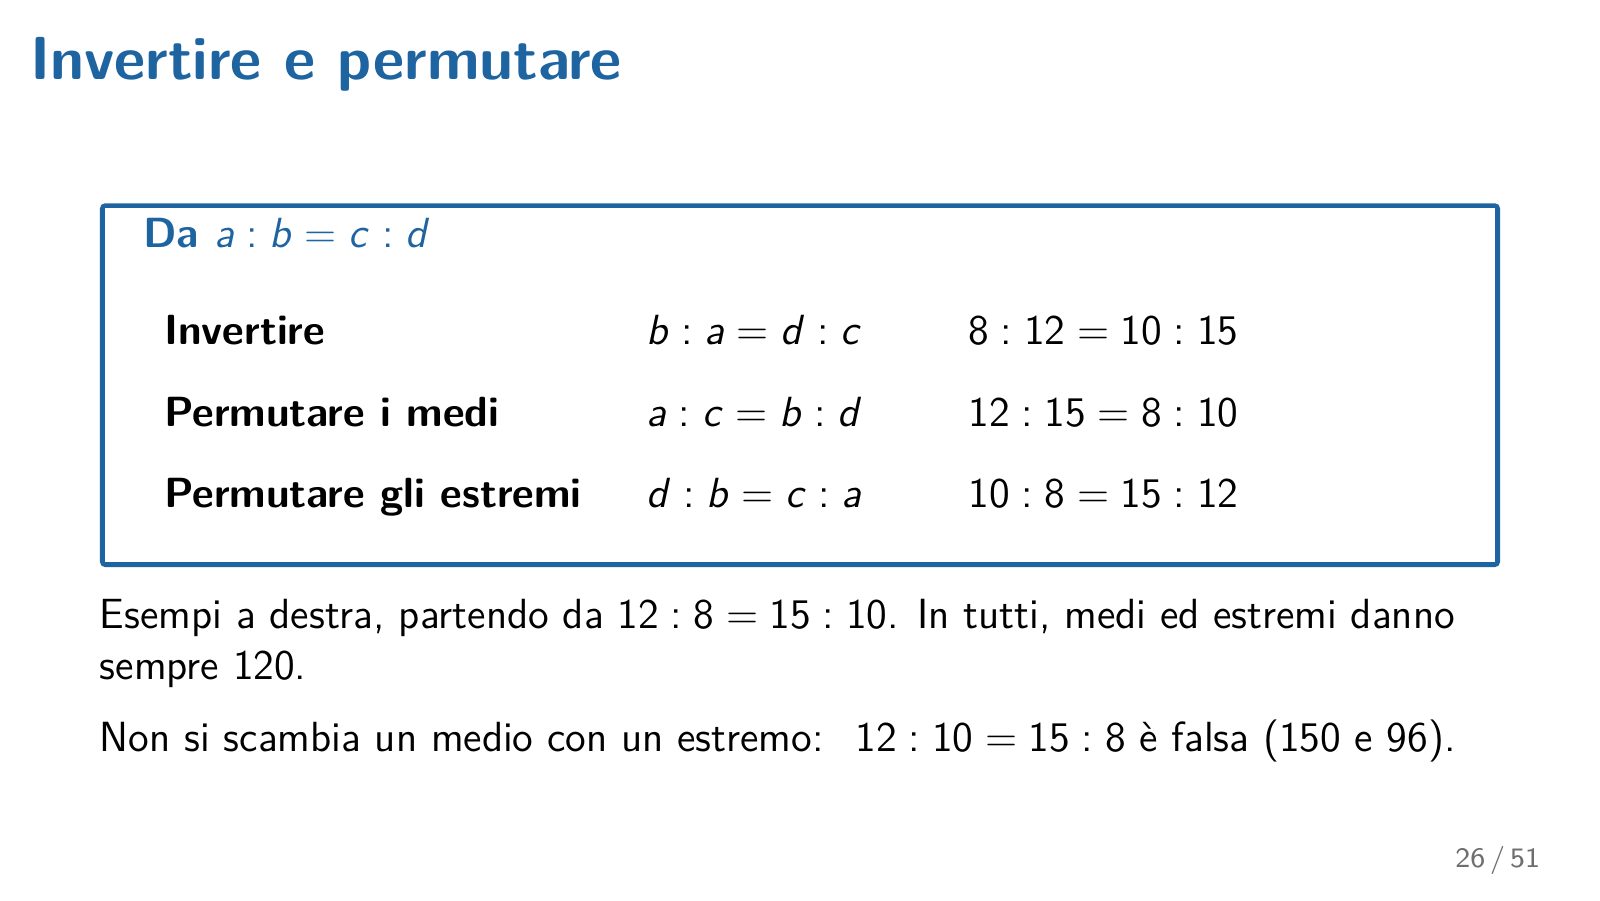 Invertire e permutare
Da a : b = c : d
Invertire b : a = d : c 8 : 12 = 10 : 15
Permutare i medi a : c = b : d 12 : 15 = 8 : 10
Permutare gli estremi d : b = c : a 10 : 8 = 15 : 12
Esempi a destra, partendo da 12 : 8 = 15 : 10. In tutti, medi ed estremi danno
sempre 120.
Non si scambia un medio con un estremo: 12 : 10 = 15 : 8 è falsa (150 e 96).
26 / 51